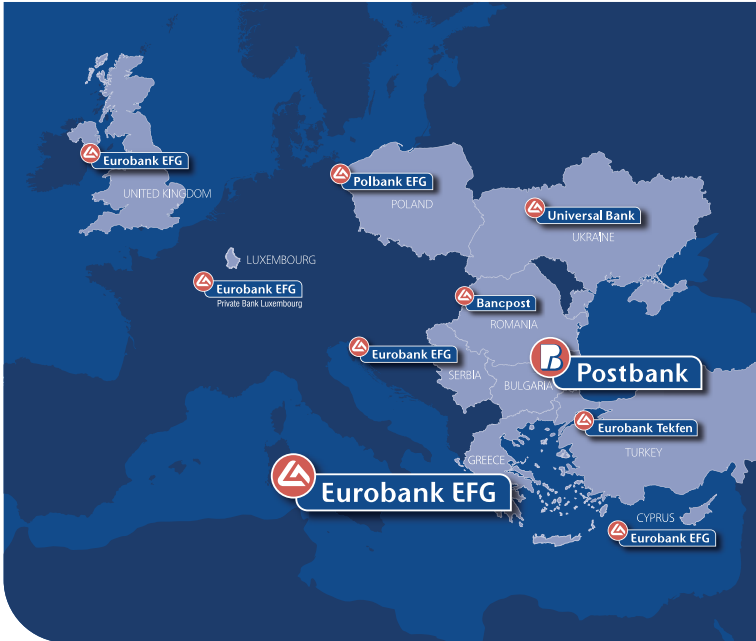 Eurobank EFG
UNITED KINGDOM
Polbank EFG
POLAND
Universal Bank
UKRAINE
LUXEMBOURG
Eurobank EFG
Private Bank Luxembourg
Bancpost
ROMANIA
Eurobank EFG
SERBIA
Postbank
BULGARIA
Eurobank Tekfen
TURKEY
GREECE
Eurobank EFG
CYPRUS
Eurobank EFG